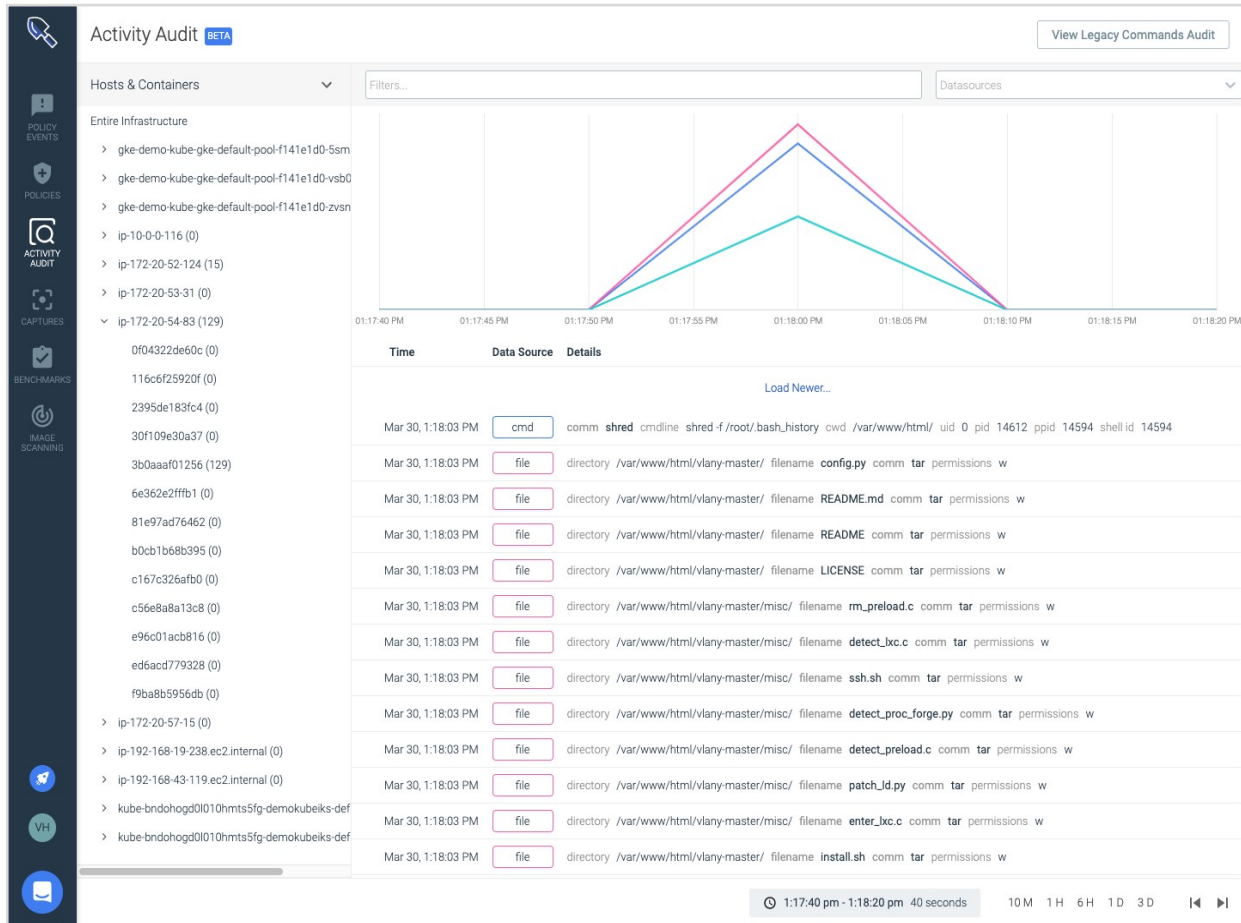 Activity Audit BETA
View Legacy Commands Audit
POLICY
EVENTS
POLICIES
ACTIVITY
AUDIT
CAPTURES
BENCHMARKS
IMAGE
SCANNING
VH
Hosts & Containers
Entire Infrastructure
gke-demo-kube-gke-default-pool-f141e1d0-5sm
gke-demo-kube-gke-default-pool-f141e1d0-vsb0
gke-demo-kube-gke-default-pool-f141e1d0-zvsn
ip-10-0-0-116 (0)
ip-172-20-52-124 (15)
ip-172-20-53-31 (0)
ip-172-20-54-83 (129)
0f04322de60c (0)
116c6f25920f (0)
2395de183fc4 (0)
30f109e30a37 (0)
3b0aaaf01256 (129)
6e362e2fffb1 (0)
81e97ad76462 (0)
b0cb1b68b395 (0)
c167c326afb0 (0)
c56e8a8a13c8 (0)
e96c01acb816 (0)
ed6acd779328 (0)
f9ba8b5956db (0)
ip-172-20-57-15 (0)
ip-192-168-19-238.ec2.internal (0)
ip-192-168-43-119.ec2.internal (0)
kube-bndohogd0l010hmts5fg-demokubeiks-def
kube-bndohogd0l010hmts5fg-demokubeiks-def
Filters...
Datasources
01:17:40 PM 01:17:45 PM 01:17:50 PM 01:17:55 PM 01:18:00 PM 01:18:05 PM 01:18:10 PM 01:18:15 PM 01:18:20 PM
Time Data Source Details
Load Newer...
Mar 30, 1:18:03 PM cmd comm shred cmdline shred -f /root/.bash_history cwd /var/www/html/ uid 0 pid 14612 ppid 14594 shell id 14594
Mar 30, 1:18:03 PM file directory /var/www/html/vlany-master/ filename config.py comm tar permissions w
Mar 30, 1:18:03 PM file directory /var/www/html/vlany-master/ filename README.md comm tar permissions w
Mar 30, 1:18:03 PM file directory /var/www/html/vlany-master/ filename README comm tar permissions w
Mar 30, 1:18:03 PM file directory /var/www/html/vlany-master/ filename LICENSE comm tar permissions w
Mar 30, 1:18:03 PM file directory /var/www/html/vlany-master/misc/ filename rm_preload.c comm tar permissions w
Mar 30, 1:18:03 PM file directory /var/www/html/vlany-master/misc/ filename detect_lxc.c comm tar permissions w
Mar 30, 1:18:03 PM file directory /var/www/html/vlany-master/misc/ filename ssh.sh comm tar permissions w
Mar 30, 1:18:03 PM file directory /var/www/html/vlany-master/misc/ filename detect_proc_forge.py comm tar permissions w
Mar 30, 1:18:03 PM file directory /var/www/html/vlany-master/misc/ filename detect_preload.c comm tar permissions w
Mar 30, 1:18:03 PM file directory /var/www/html/vlany-master/misc/ filename patch_ld.py comm tar permissions w
Mar 30, 1:18:03 PM file directory /var/www/html/vlany-master/misc/ filename enter_lxc.c comm tar permissions w
Mar 30, 1:18:03 PM file directory /var/www/html/vlany-master/ filename install.sh comm tar permissions w
1:17:40 pm - 1:18:20 pm 40 seconds 10 M 1 H 6 H 1 D 3 D